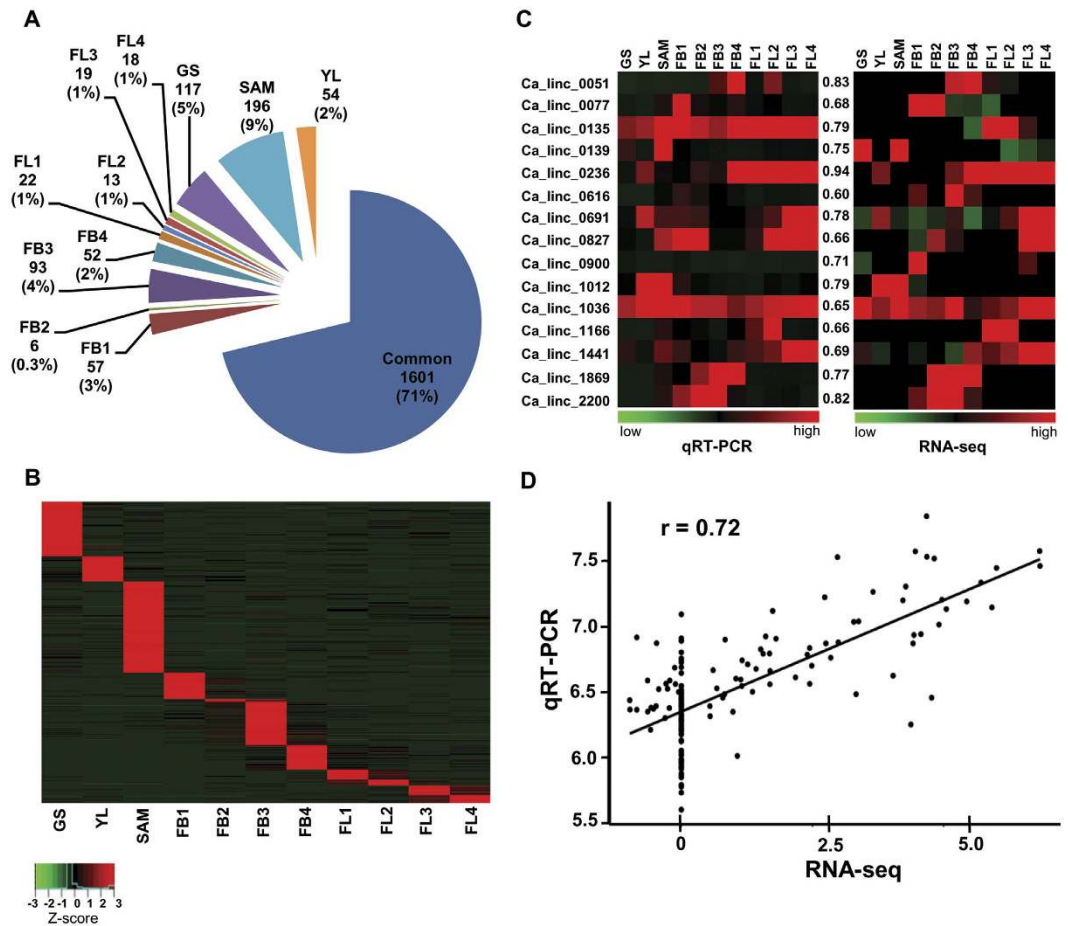 A
FL4
18
(1%)
FL3
19
(1%)
GS
117
(5%)
SAM
196
(9%)
YL
54
(2%)
FL1
22
(1%)
FL2
13
(1%)
FB4
52
(2%)
FB3
93
(4%)
FB2
6
(0.3%)
FB1
57
(3%)
Common
1601
(71%)
B
GS YL SAM FB1 FB2 FB3 FB4 FL1 FL2 FL3 FL4
-3 -2 -1 0 1 2 3
Z-score
C
GS YL SAM FB1 FB2 FB3 FB4 FL1 FL2 FL3 FL4 GS YL SAM FB1 FB2 FB3 FB4 FL1 FL2 FL3 FL4
Ca_linc_0051 0.83
Ca_linc_0077 0.68
Ca_linc_0135 0.79
Ca_linc_0139 0.75
Ca_linc_0236 0.94
Ca_linc_0616 0.60
Ca_linc_0691 0.78
Ca_linc_0827 0.66
Ca_linc_0900 0.71
Ca_linc_1012 0.79
Ca_linc_1036 0.65
Ca_linc_1166 0.66
Ca_linc_1441 0.69
Ca_linc_1869 0.77
Ca_linc_2200 0.82
low high low high
qRT-PCR RNA-seq
D
r = 0.72
7.5
7.0
6.5
6.0
5.5
qRT-PCR
0 2.5 5.0
RNA-seq